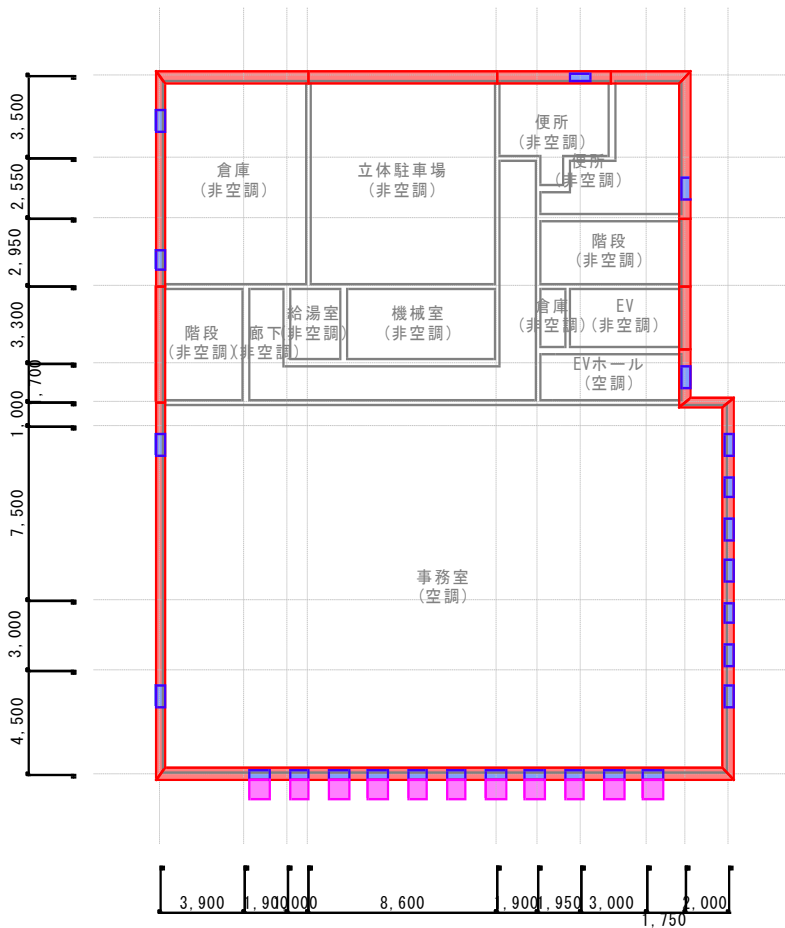 3,500
2,550
2,950
3,300
1,700
1,000
7,500
3,000
4,500
便所
(非空調)
倉庫
(非空調)
立体駐車場
(非空調)
便所
(非空調)
階段
(非空調)
階段
(非空調)
廊下
(非空調)
給湯室
(非空調)
機械室
(非空調)
倉庫
(非空調)
EV
(非空調)
EVホール
(空調)
事務室
(空調)
3,900
1,900
1,000
8,600
1,900
1,950
3,000
1,750
2,000